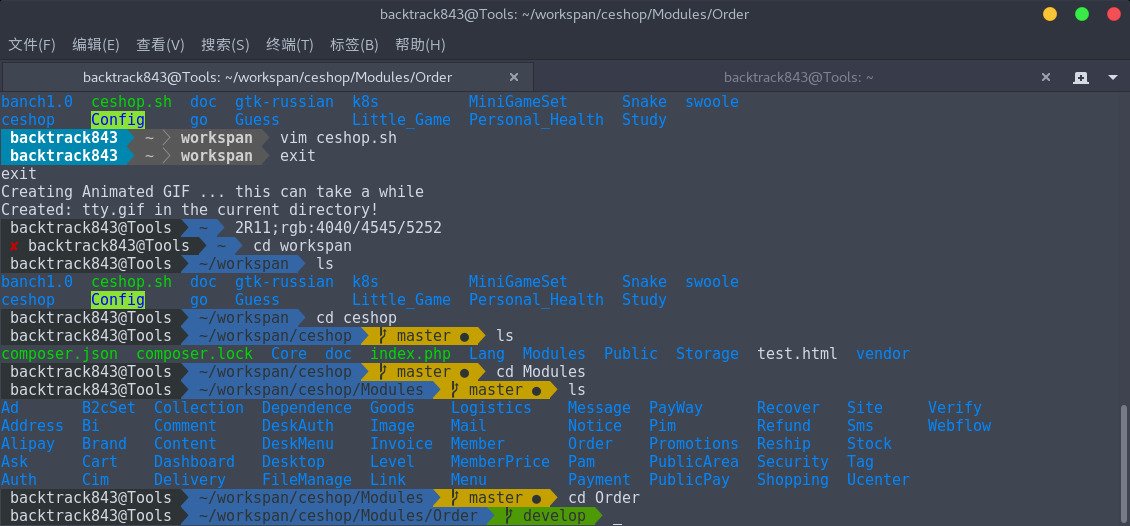 backtrack843@Tools: ~/workspan/ceshop/Modules/Order
文件(F) 编辑(E) 查看(V) 搜索(S) 终端(T) 标签(B) 帮助(H)
backtrack843@Tools: ~/workspan/ceshop/Modules/Order × backtrack843@Tools: ~ ×
banch1.0 ceshop.sh doc gtk-russian k8s MiniGameSet Snake swoole
ceshop Config go Guess Little_Game Personal_Health Study
backtrack843 ~ workspan vim ceshop.sh
backtrack843 ~ workspan exit
exit
Creating Animated GIF ... this can take a while
Created: tty.gif in the current directory!
backtrack843@Tools ~ 2R11;rgb:4040/4545/5252
✘ backtrack843@Tools ~ cd workspan
backtrack843@Tools ~/workspan ls
banch1.0 ceshop.sh doc gtk-russian k8s MiniGameSet Snake swoole
ceshop Config go Guess Little_Game Personal_Health Study
backtrack843@Tools ~/workspan cd ceshop
backtrack843@Tools ~/workspan/ceshop master ● ls
composer.json composer.lock Core doc index.php Lang Modules Public Storage test.html vendor
backtrack843@Tools ~/workspan/ceshop master ● cd Modules
backtrack843@Tools ~/workspan/ceshop/Modules master ● ls
Ad B2cSet Collection Dependence Goods Logistics Message PayWay Recover Site Verify
Address Bi Comment DeskAuth Image Mail Notice Pim Refund Sms Webflow
Alipay Brand Content DeskMenu Invoice Member Order Promotions Reship Stock
Ask Cart Dashboard Desktop Level MemberPrice Pam PublicArea Security Tag
Auth Cim Delivery FileManage Link Menu Payment PublicPay Shopping Ucenter
backtrack843@Tools ~/workspan/ceshop/Modules master ● cd Order
backtrack843@Tools ~/workspan/ceshop/Modules/Order develop _